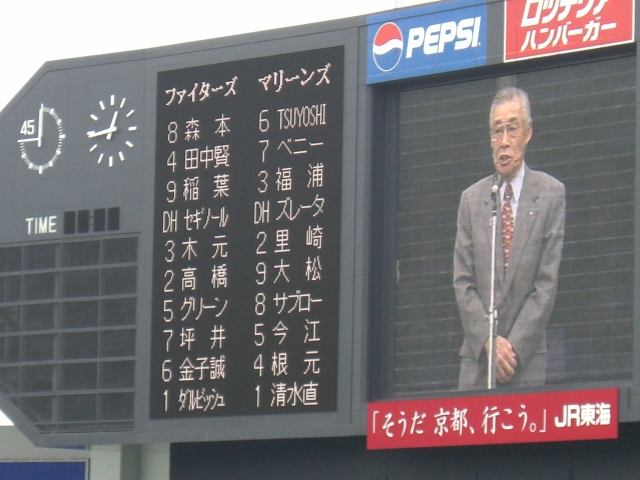 PEPSI
ロッテリア
ハンバーガー
45
TIME
ファイターズ マリーンズ
8 森本 6 TSUYOSHI
4 田中賢 7 ベニー
9 稲葉 3 福浦
DH セギノール DH ズレータ
3 木元 2 里崎
2 高橋 9 大松
5 グリーン 8 サブロー
7 坪井 5 今江
6 金子誠 4 根元
1 ダルビッシュ 1 清水直
「そうだ 京都、行こう。」 JR東海